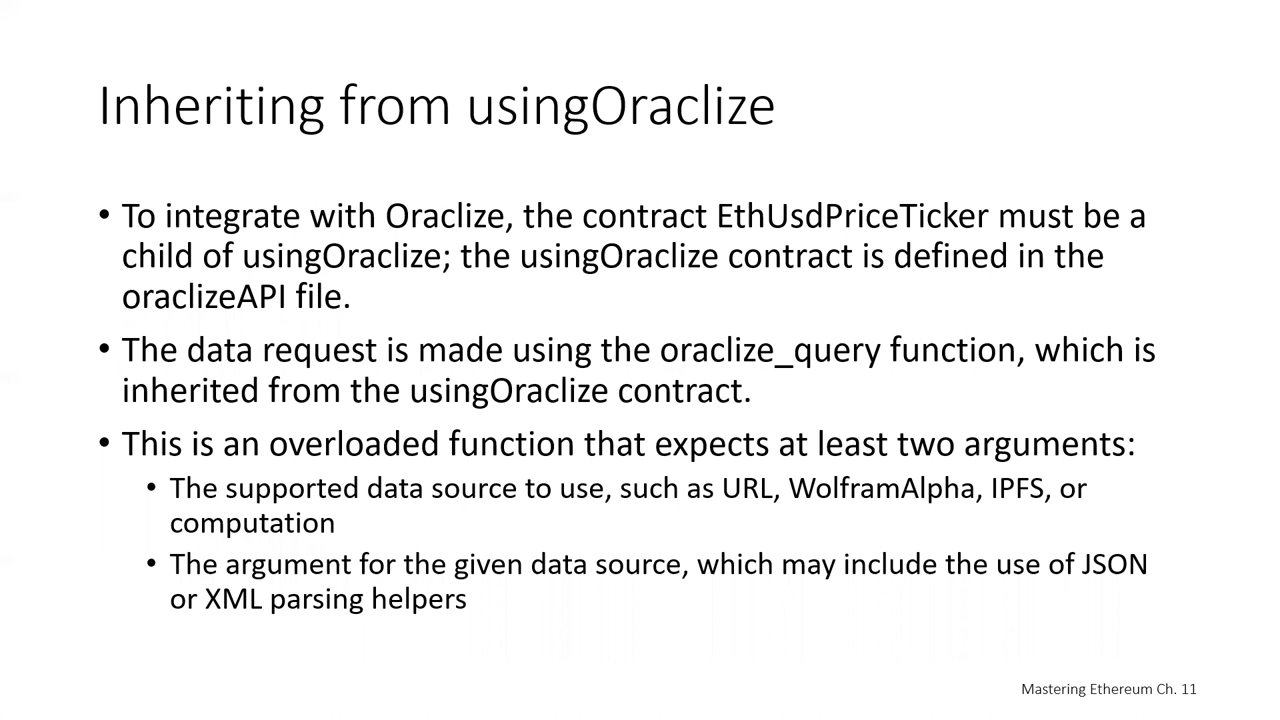 Inheriting from usingOraclize
• To integrate with Oraclize, the contract EthUsdPriceTicker must be a
child of usingOraclize; the usingOraclize contract is defined in the
oraclizeAPI file.
• The data request is made using the oraclize_query function, which is
inherited from the usingOraclize contract.
• This is an overloaded function that expects at least two arguments:
• The supported data source to use, such as URL, WolframAlpha, IPFS, or
computation
• The argument for the given data source, which may include the use of JSON
or XML parsing helpers
Mastering Ethereum Ch. 11